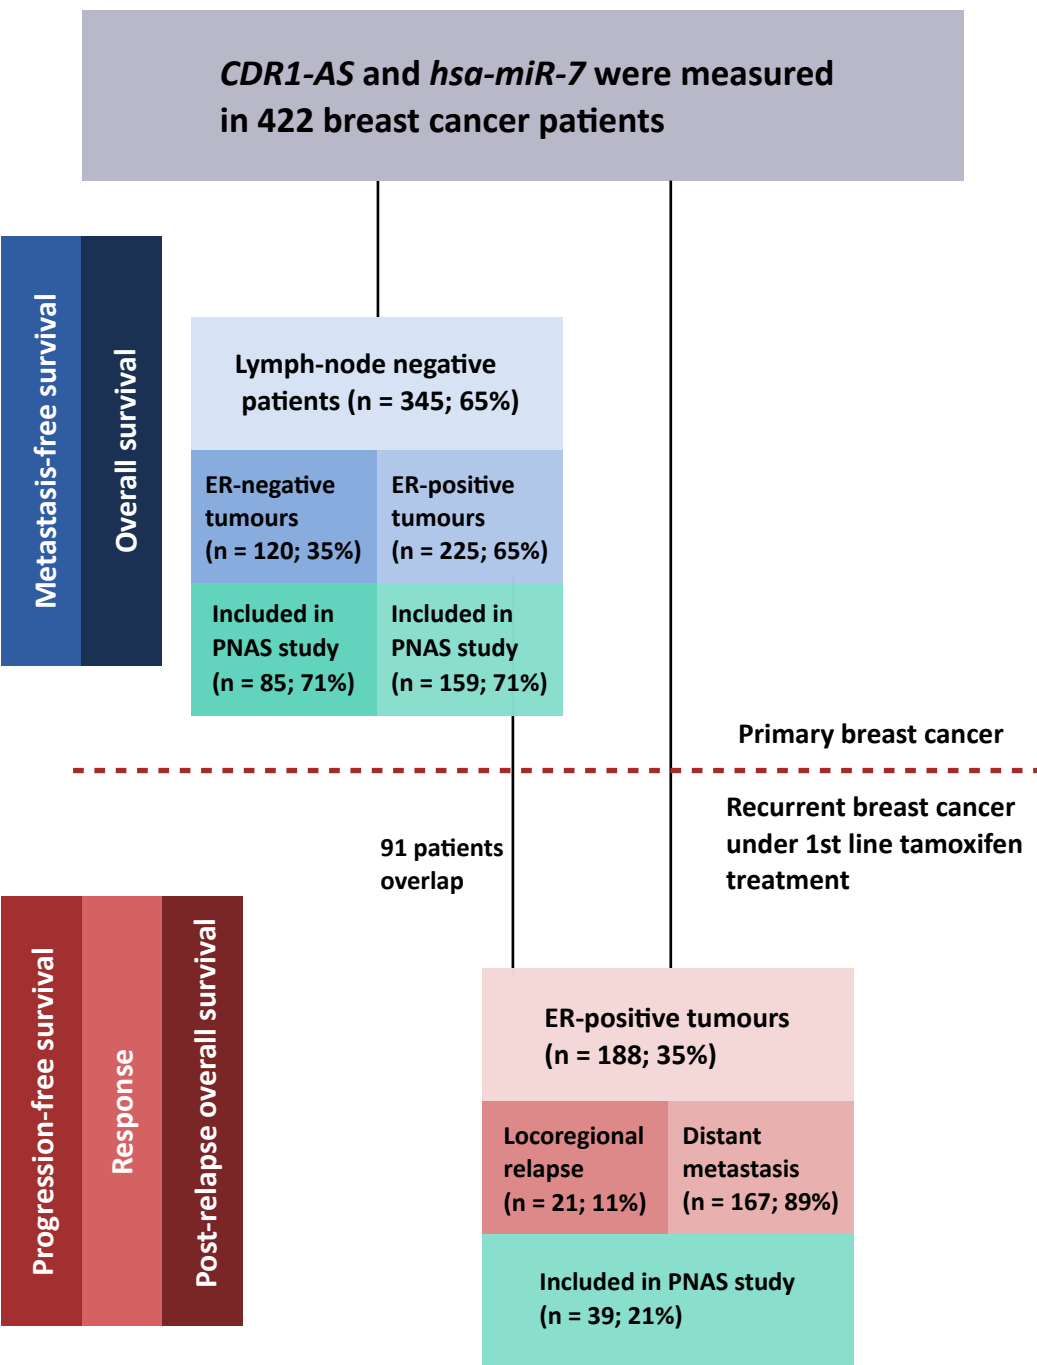 CDR1-AS and hsa-miR-7 were measured
in 422 breast cancer patients
Metastasis-free survival
Overall survival
Lymph-node negative
patients (n = 345; 65%)
ER-negative
tumours
(n = 120; 35%)
ER-positive
tumours
(n = 225; 65%)
Included in
PNAS study
(n = 85; 71%)
Included in
PNAS study
(n = 159; 71%)
Primary breast cancer
Recurrent breast cancer
under 1st line tamoxifen
treatment
91 patients
overlap
Progression-free survival
Response
Post-relapse overall survival
ER-positive tumours
(n = 188; 35%)
Locoregional
relapse
(n = 21; 11%)
Distant
metastasis
(n = 167; 89%)
Included in PNAS study
(n = 39; 21%)